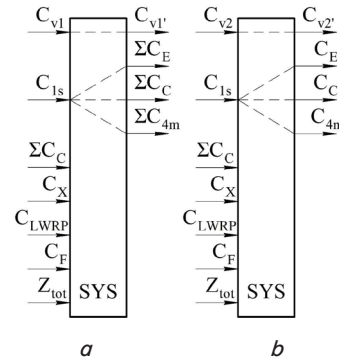 C_v1 C_v1'
ΣC_E
C_1s ΣC_C
ΣC_4m
ΣC_C
C_X
C_LWRP
C_F
Z_tot SYS
a
C_v2 C_v2'
C_E
C_1s C_C
C_4m
ΣC_C
C_X
C_LWRP
C_F
Z_tot SYS
b